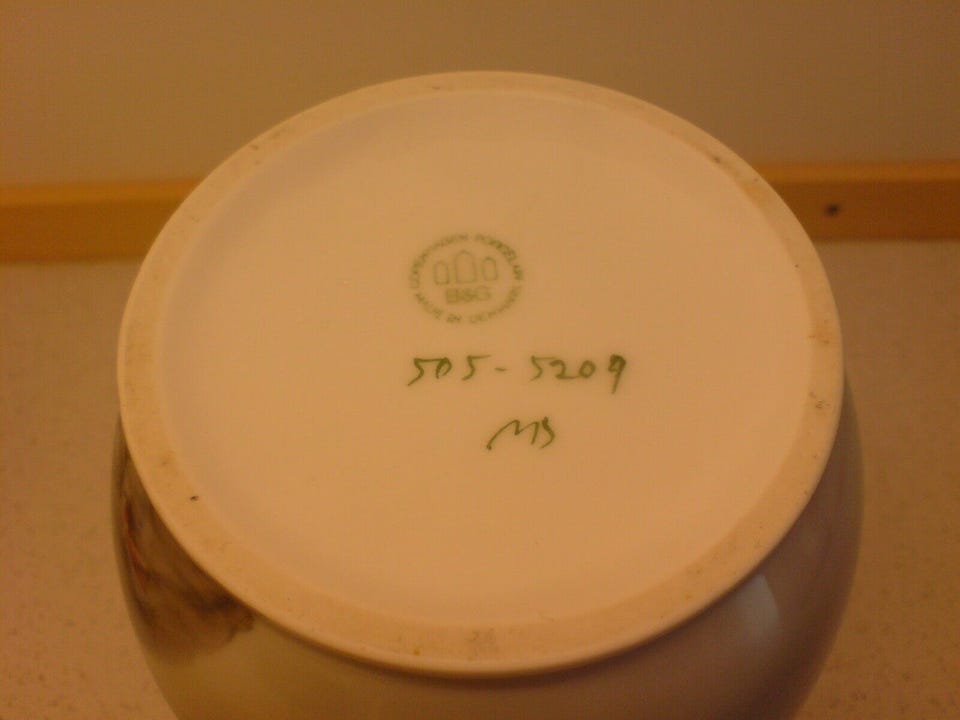 COPENHAGEN PORCELAIN
B&G
MADE IN DENMARK
505-5209
MS